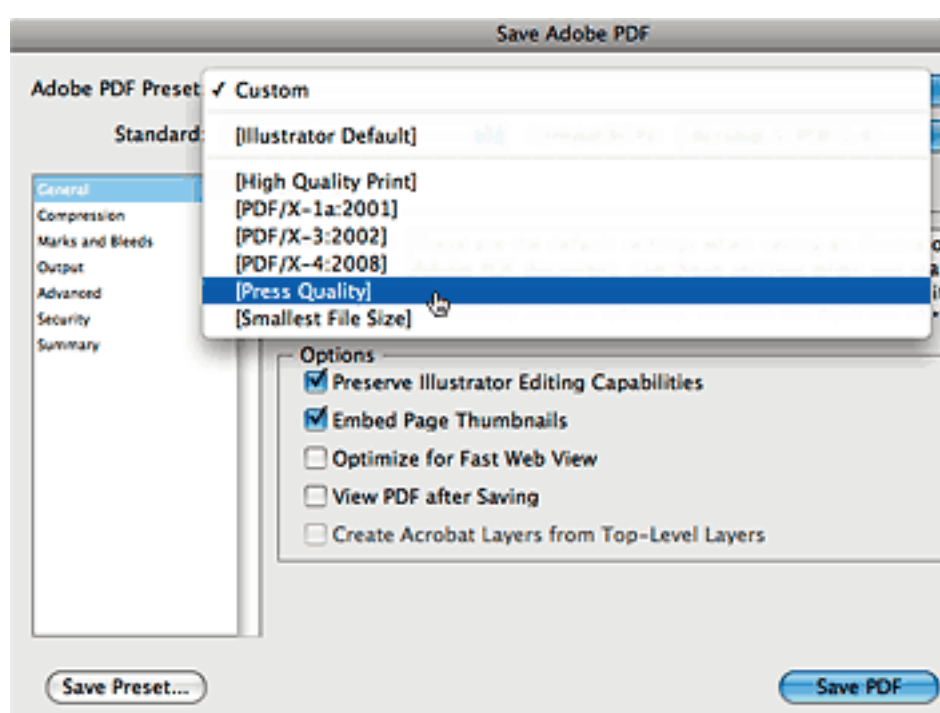 Save Adobe PDF
Adobe PDF Preset
✓ Custom
Standard:
[Illustrator Default]
[High Quality Print]
[PDF/X-1a:2001]
[PDF/X-3:2002]
[PDF/X-4:2008]
[Press Quality]
[Smallest File Size]
General
Compression
Marks and Bleeds
Output
Advanced
Security
Summary
Options
Preserve Illustrator Editing Capabilities
Embed Page Thumbnails
Optimize for Fast Web View
View PDF after Saving
Create Acrobat Layers from Top-Level Layers
Save Preset...
Save PDF